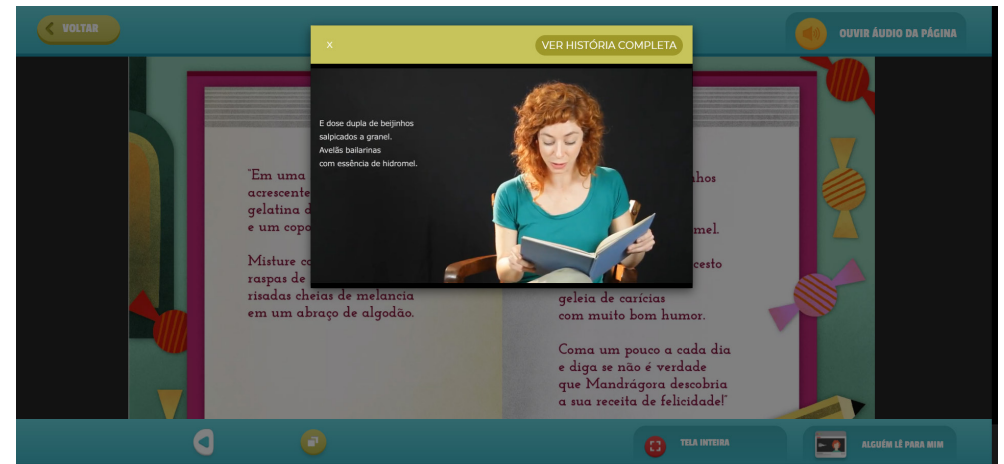 VOLTAR
X
VER HISTÓRIA COMPLETA
OUVIR ÁUDIO DA PÁGINA
E dose dupla de beijinhos
salpicados a granel.
Avelãs bailarinas
com essência de hidromel.
"Em uma
acrescente
gelatina d
e um copo
Misture co
raspas de
risadas cheias de melancia
em um abraço de algodão.
nhos
mel.
cesto
geleia de carícias
com muito bom humor.
Coma um pouco a cada dia
e diga se não é verdade
que Mandrágora descobria
a sua receita de felicidade!"
TELA INTEIRA
ALGUÉM LÊ PARA MIM